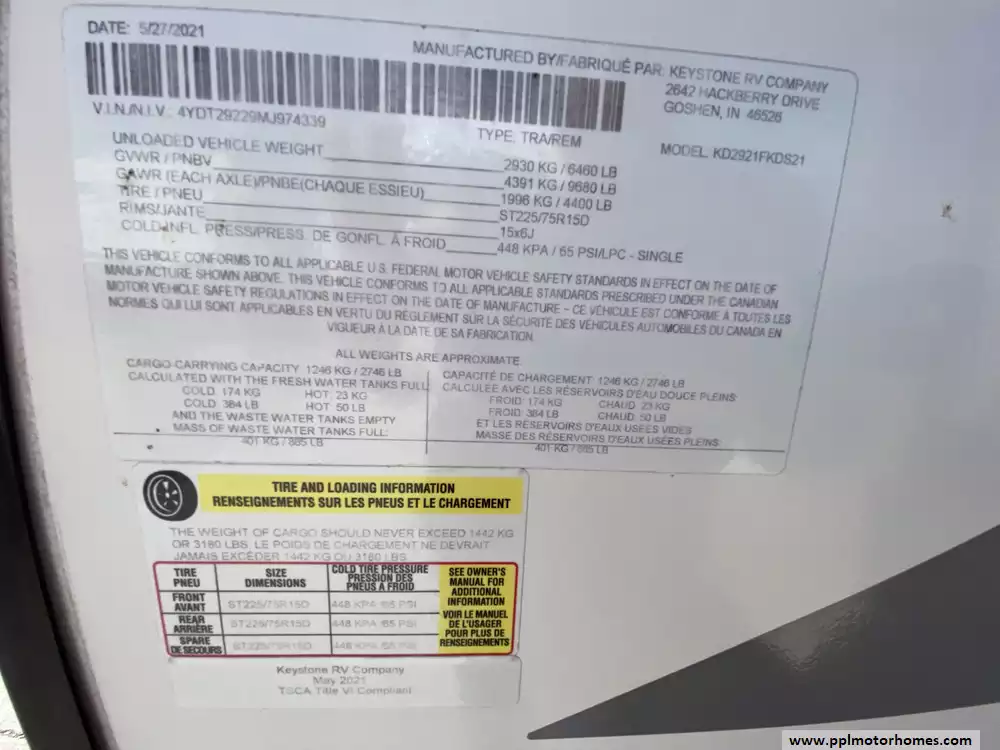 DATE: 5/27/2021
MANUFACTURED BY/FABRIQUÉ PAR: KEYSTONE RV COMPANY
2642 HACKBERRY DRIVE
GOSHEN, IN 46526
V.I.N./N.I.V.: 4YDT29229MJ974339
TYPE: TRA/REM
MODEL: KD2921FKDS21
UNLOADED VEHICLE WEIGHT 2930 KG / 6460 LB
GVWR / PNBV 4391 KG / 9680 LB
GAWR (EACH AXLE)/PNBE(CHAQUE ESSIEU) 1996 KG / 4400 LB
TIRE / PNEU ST225/75R15D
RIMS/JANTE 15x6J
COLD INFL. PRESS/PRESS. DE GONFL. À FROID 448 KPA / 65 PSI/LPC - SINGLE
THIS VEHICLE CONFORMS TO ALL APPLICABLE U.S. FEDERAL MOTOR VEHICLE SAFETY STANDARDS IN EFFECT ON THE DATE OF
MANUFACTURE SHOWN ABOVE. THIS VEHICLE CONFORMS TO ALL APPLICABLE STANDARDS PRESCRIBED UNDER THE CANADIAN
MOTOR VEHICLE SAFETY REGULATIONS IN EFFECT ON THE DATE OF MANUFACTURE - CE VÉHICULE EST CONFORME À TOUTES LES
NORMES QUI LUI SONT APPLICABLES EN VERTU DU RÈGLEMENT SUR LA SÉCURITÉ DES VÉHICULES AUTOMOBILES DU CANADA EN
VIGUEUR À LA DATE DE SA FABRICATION.
ALL WEIGHTS ARE APPROXIMATE.
CARGO CARRYING CAPACITY 1246 KG / 2746 LB
CALCULATED WITH THE FRESH WATER TANKS FULL
COLD: 174 KG HOT: 23 KG
COLD: 384 LB HOT: 50 LB
AND THE WASTE WATER TANKS EMPTY
MASS OF WASTE WATER TANKS FULL:
401 KG / 885 LB
CAPACITÉ DE CHARGEMENT 1246 KG / 2746 LB
CALCULÉE AVEC LES RÉSERVOIRS D'EAU DOUCE PLEINS
FROID: 174 KG CHAUD: 23 KG
FROID: 384 LB CHAUD: 50 LB
ET LES RÉSERVOIRS D'EAUX USÉES VIDES
MASSE DES RÉSERVOIRS D'EAUX USÉES PLEINS:
401 KG / 885 LB
TIRE AND LOADING INFORMATION
RENSEIGNEMENTS SUR LES PNEUS ET LE CHARGEMENT
THE WEIGHT OF CARGO SHOULD NEVER EXCEED 1442 KG
OR 3180 LBS. LE POIDS DE CHARGEMENT NE DEVRAIT
JAMAIS EXCÉDER 1442 KG OU 3180 LBS.
TIRE
PNEU
SIZE
DIMENSIONS
COLD TIRE PRESSURE
PRESSION DES
PNEUS A FROID
FRONT
AVANT
ST225/75R15D
448 KPA /65 PSI
REAR
ARRIÈRE
ST225/75R15D
448 KPA /65 PSI
SPARE
DE SECOURS
ST225/75R15D
448 KPA /65 PSI
SEE OWNER'S
MANUAL FOR
ADDITIONAL
INFORMATION
VOIR LE MANUEL
DE L'USAGER
POUR PLUS DE
RENSEIGNEMENTS
Keystone RV Company
May 2021
TSCA Title VI Compliant
www.pplmotorhomes.com